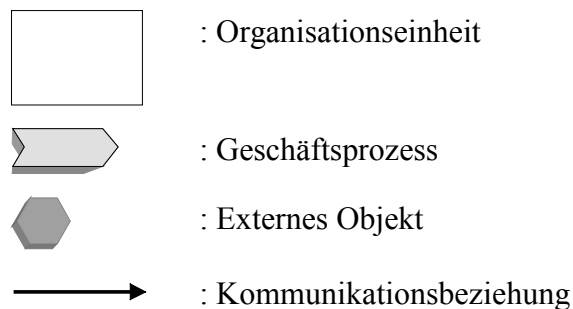 : Organisationseinheit
: Geschäftsprozess
: Externes Objekt
: Kommunikationsbeziehung